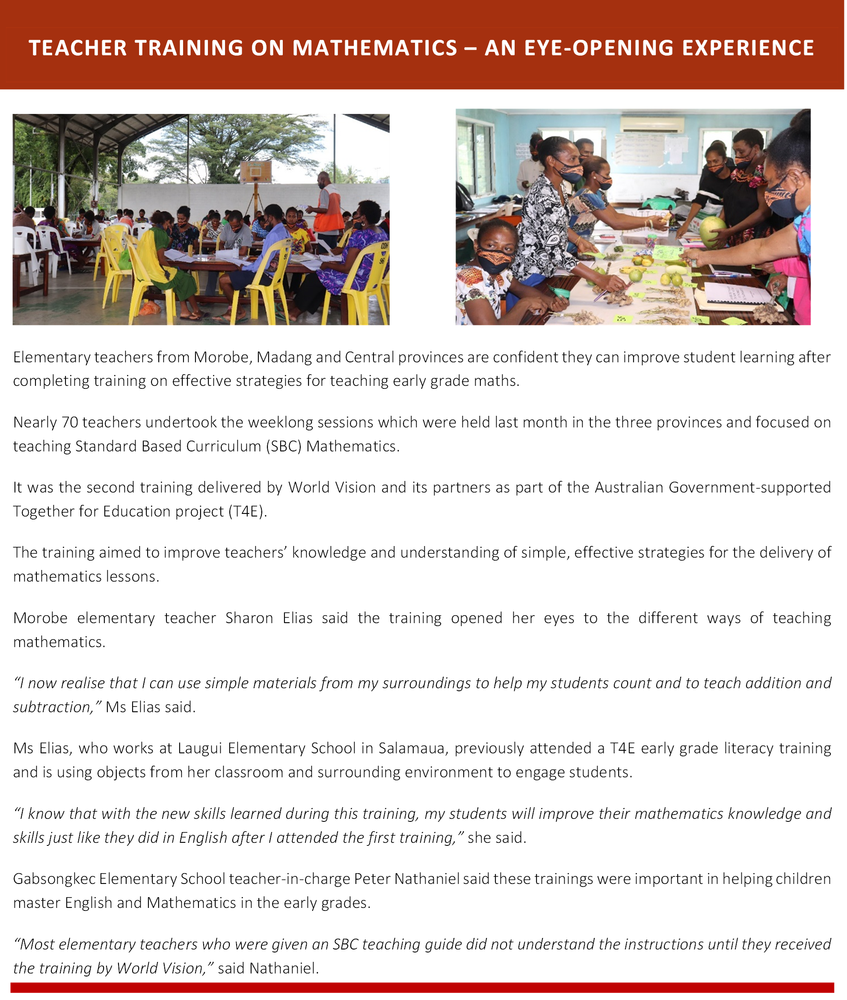 TEACHER TRAINING ON MATHEMATICS – AN EYE-OPENING EXPERIENCE
Elementary teachers from Morobe, Madang and Central provinces are confident they can improve student learning after
completing training on effective strategies for teaching early grade maths.
Nearly 70 teachers undertook the weeklong sessions which were held last month in the three provinces and focused on
teaching Standard Based Curriculum (SBC) Mathematics.
It was the second training delivered by World Vision and its partners as part of the Australian Government-supported
Together for Education project (T4E).
The training aimed to improve teachers’ knowledge and understanding of simple, effective strategies for the delivery of
mathematics lessons.
Morobe elementary teacher Sharon Elias said the training opened her eyes to the different ways of teaching
mathematics.
“I now realise that I can use simple materials from my surroundings to help my students count and to teach addition and
subtraction,” Ms Elias said.
Ms Elias, who works at Laugui Elementary School in Salamaua, previously attended a T4E early grade literacy training
and is using objects from her classroom and surrounding environment to engage students.
“I know that with the new skills learned during this training, my students will improve their mathematics knowledge and
skills just like they did in English after I attended the first training,” she said.
Gabsongkec Elementary School teacher-in-charge Peter Nathaniel said these trainings were important in helping children
master English and Mathematics in the early grades.
“Most elementary teachers who were given an SBC teaching guide did not understand the instructions until they received
the training by World Vision,” said Nathaniel.